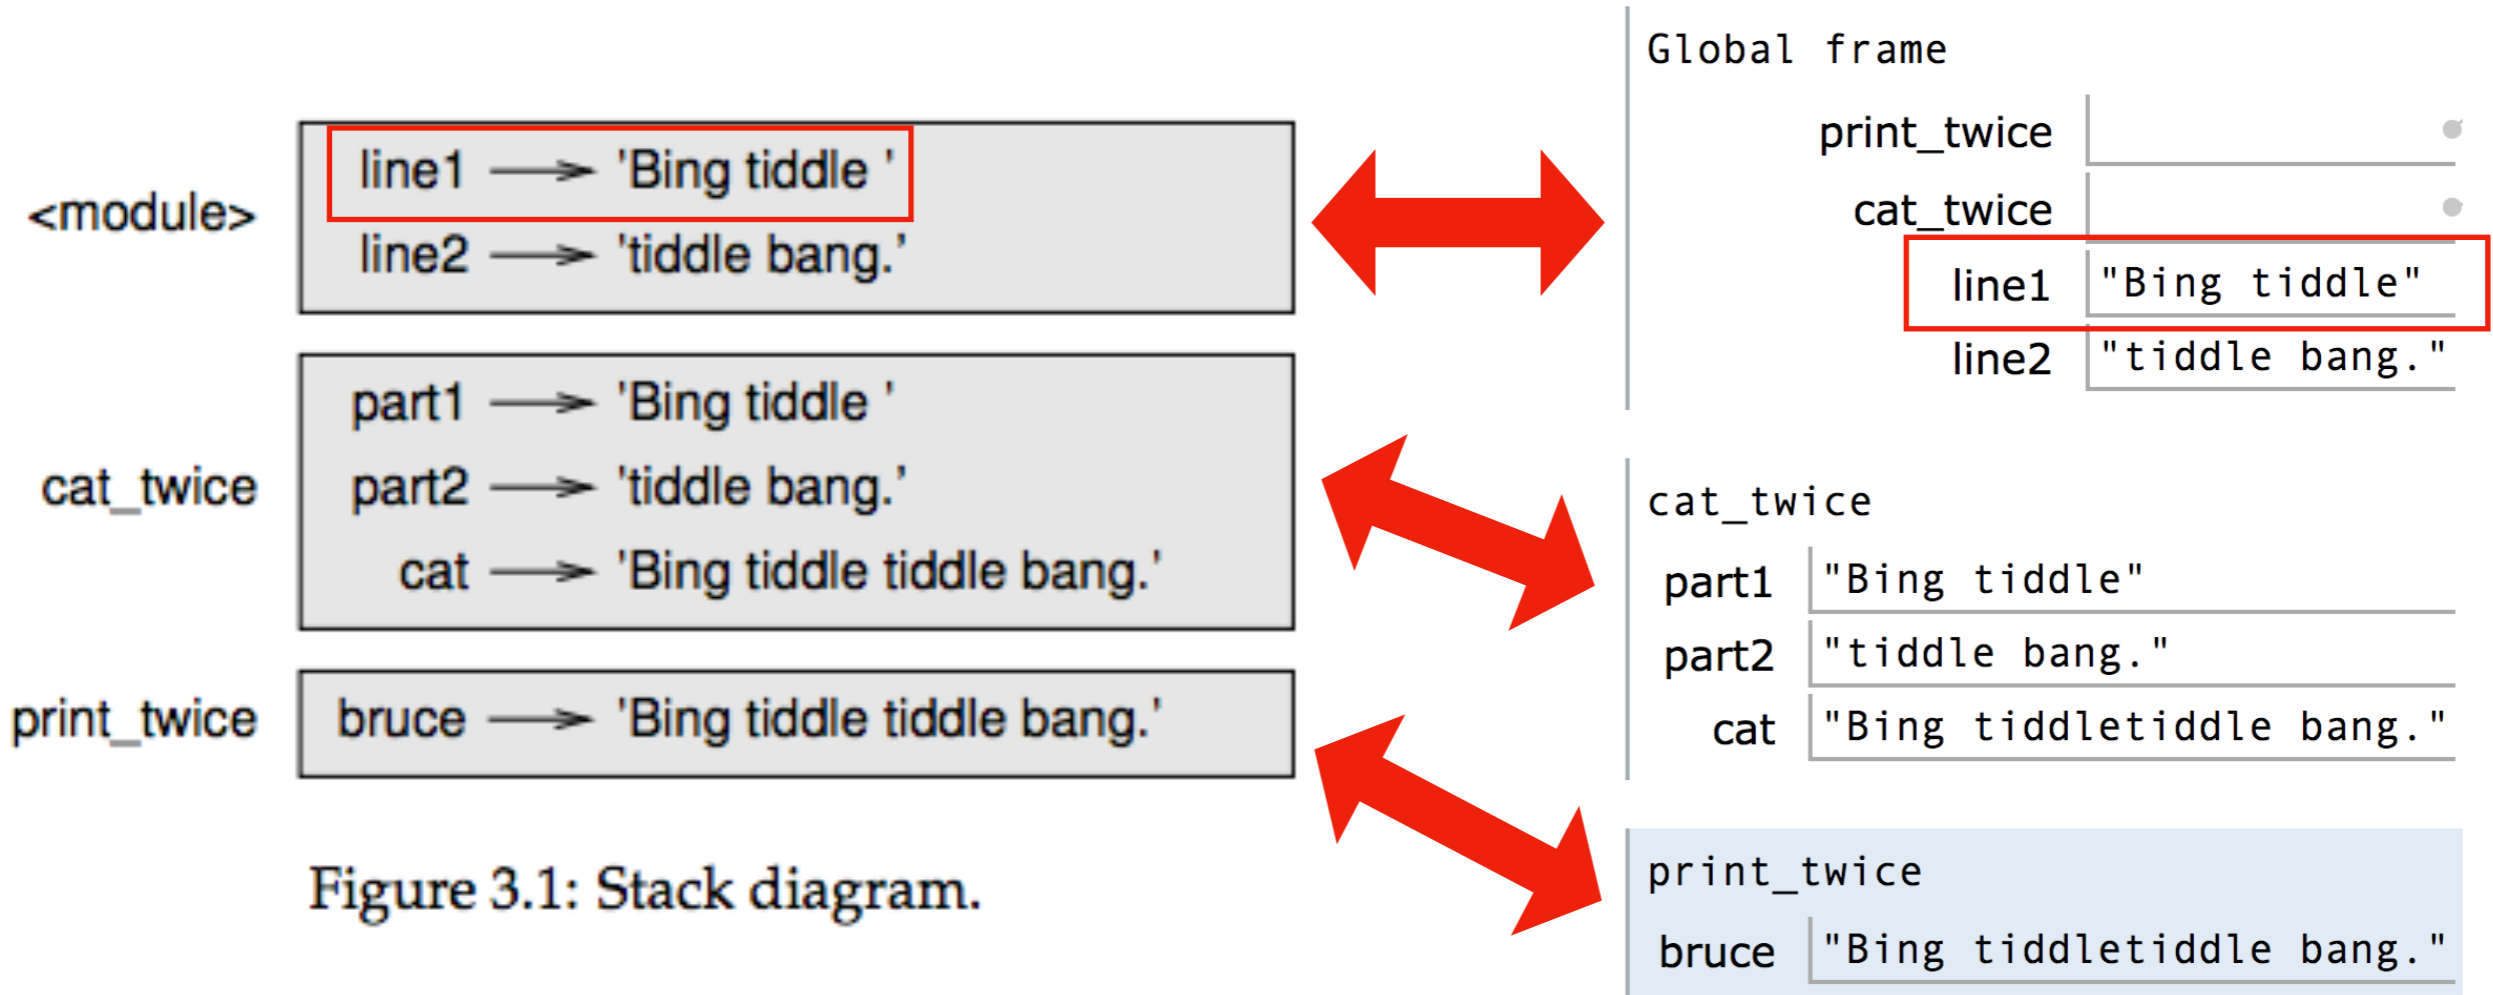 <module>
line1 'Bing tiddle '
line2 'tiddle bang.'
cat_twice
part1 'Bing tiddle '
part2 'tiddle bang.'
cat 'Bing tiddle tiddle bang.'
print_twice
bruce 'Bing tiddle tiddle bang.'
Figure 3.1: Stack diagram.
Global frame
print_twice
cat_twice
line1 "Bing tiddle"
line2 "tiddle bang."
cat_twice
part1 "Bing tiddle"
part2 "tiddle bang."
cat "Bing tiddletiddle bang."
print_twice
bruce "Bing tiddletiddle bang."